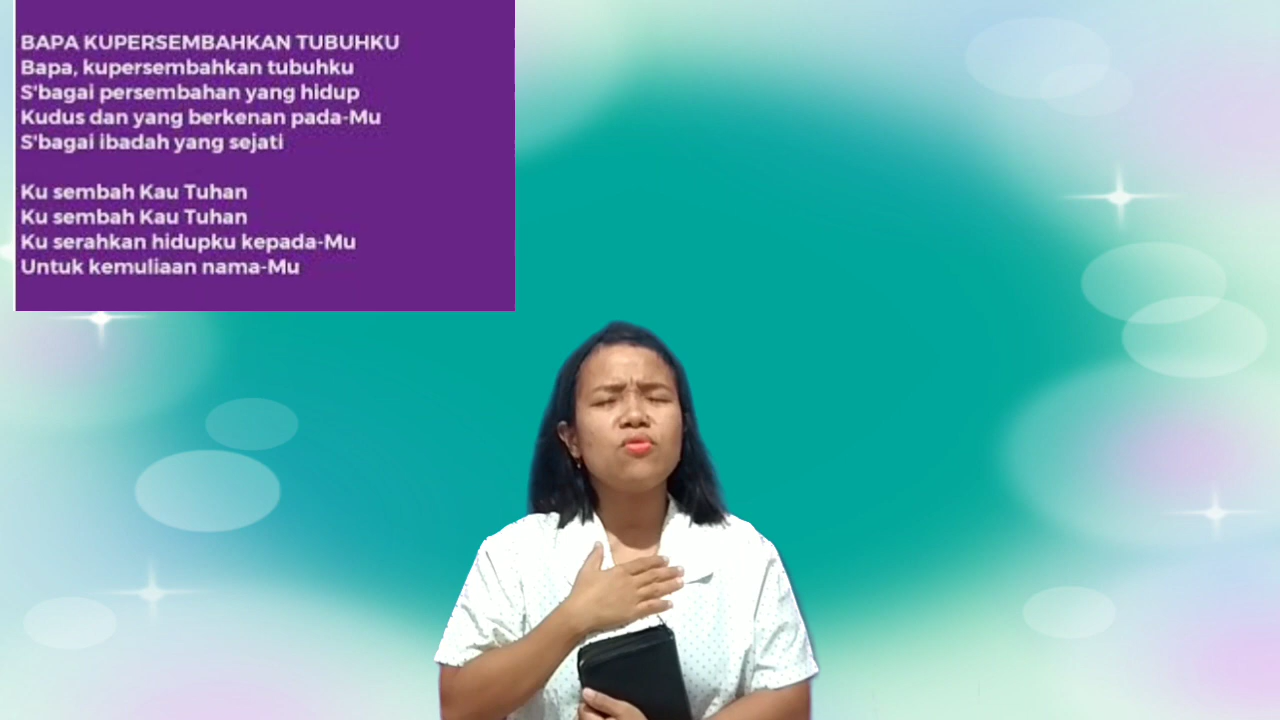 BAPA KUPERSEMBAHKAN TUBUHKU
Bapa, kupersembahkan tubuhku
S'bagai persembahan yang hidup
Kudus dan yang berkenan pada-Mu
S'bagai ibadah yang sejati
Ku sembah Kau Tuhan
Ku sembah Kau Tuhan
Ku serahkan hidupku kepada-Mu
Untuk kemuliaan nama-Mu